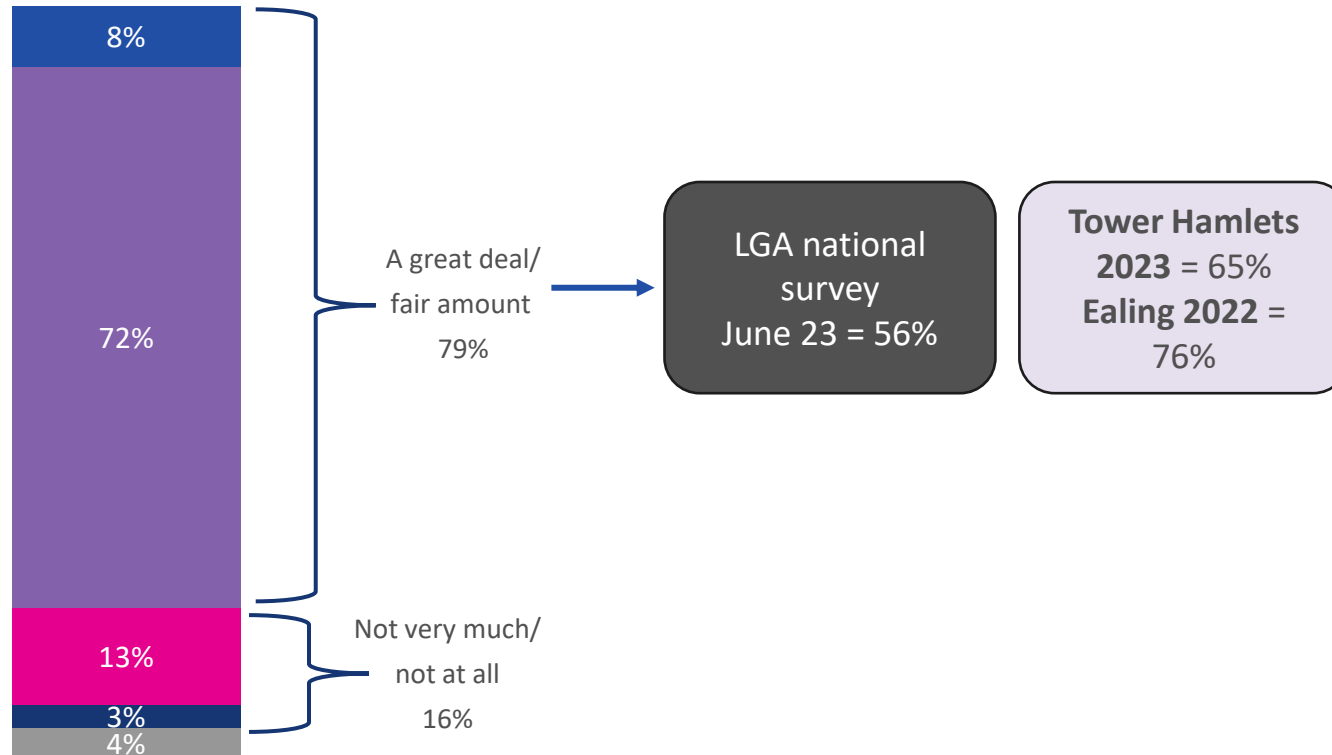 8%
72%
13%
3%
4%
A great deal/
fair amount
79%
Not very much/
not at all
16%
LGA national
survey
June 23 = 56%
Tower Hamlets
2023 = 65%
Ealing 2022 =
76%